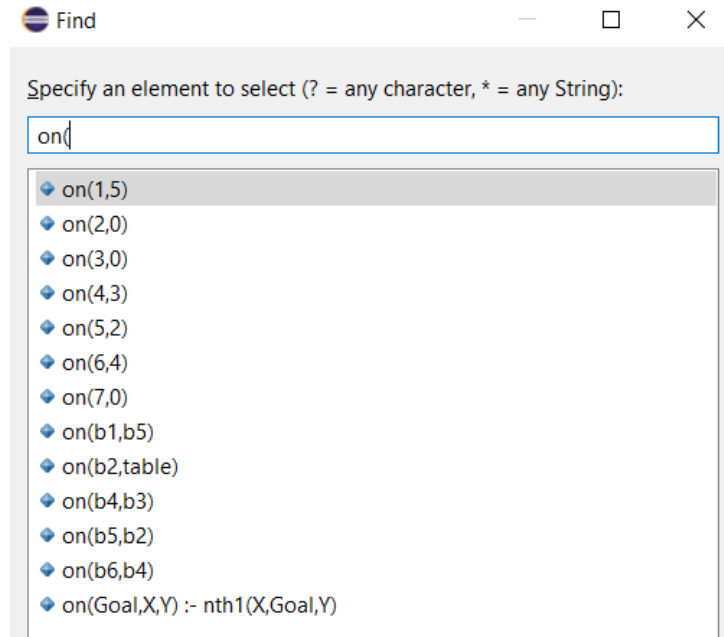 Find
Specify an element to select (? = any character, * = any String):
on(
on(1,5)
on(2,0)
on(3,0)
on(4,3)
on(5,2)
on(6,4)
on(7,0)
on(b1,b5)
on(b2,table)
on(b4,b3)
on(b5,b2)
on(b6,b4)
on(Goal,X,Y) :- nth1(X,Goal,Y)